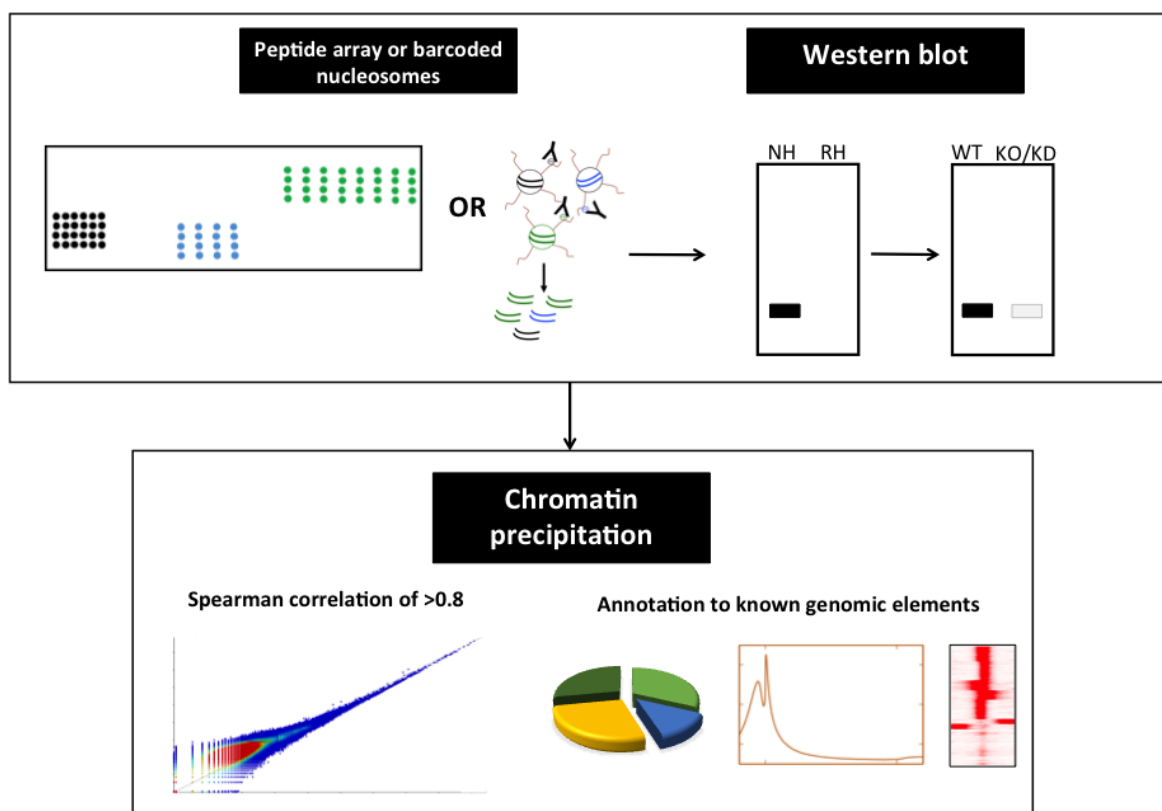 Peptide array or barcoded
nucleosomes
Western blot
OR
NH RH
WT KO/KD
Chromatin
precipitation
Spearman correlation of >0.8
Annotation to known genomic elements